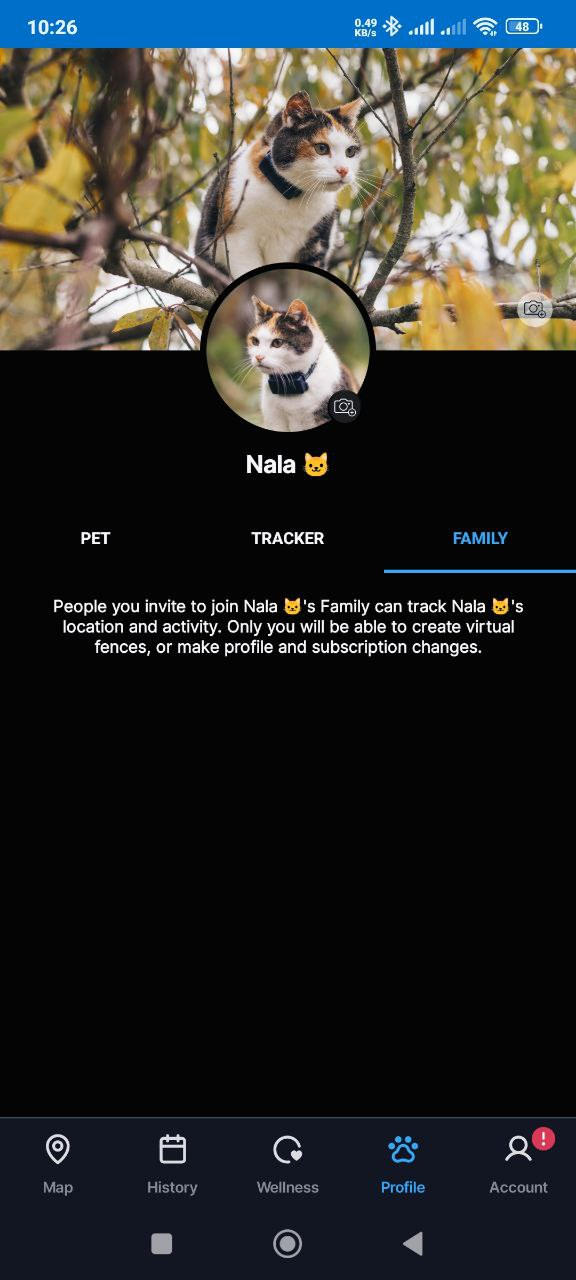 10:26
0.49
KB/s
48
Nala 🐱
PET
TRACKER
FAMILY
People you invite to join Nala 🐱's Family can track Nala 🐱's
location and activity. Only you will be able to create virtual
fences, or make profile and subscription changes.
Map
History
Wellness
Profile
Account
!